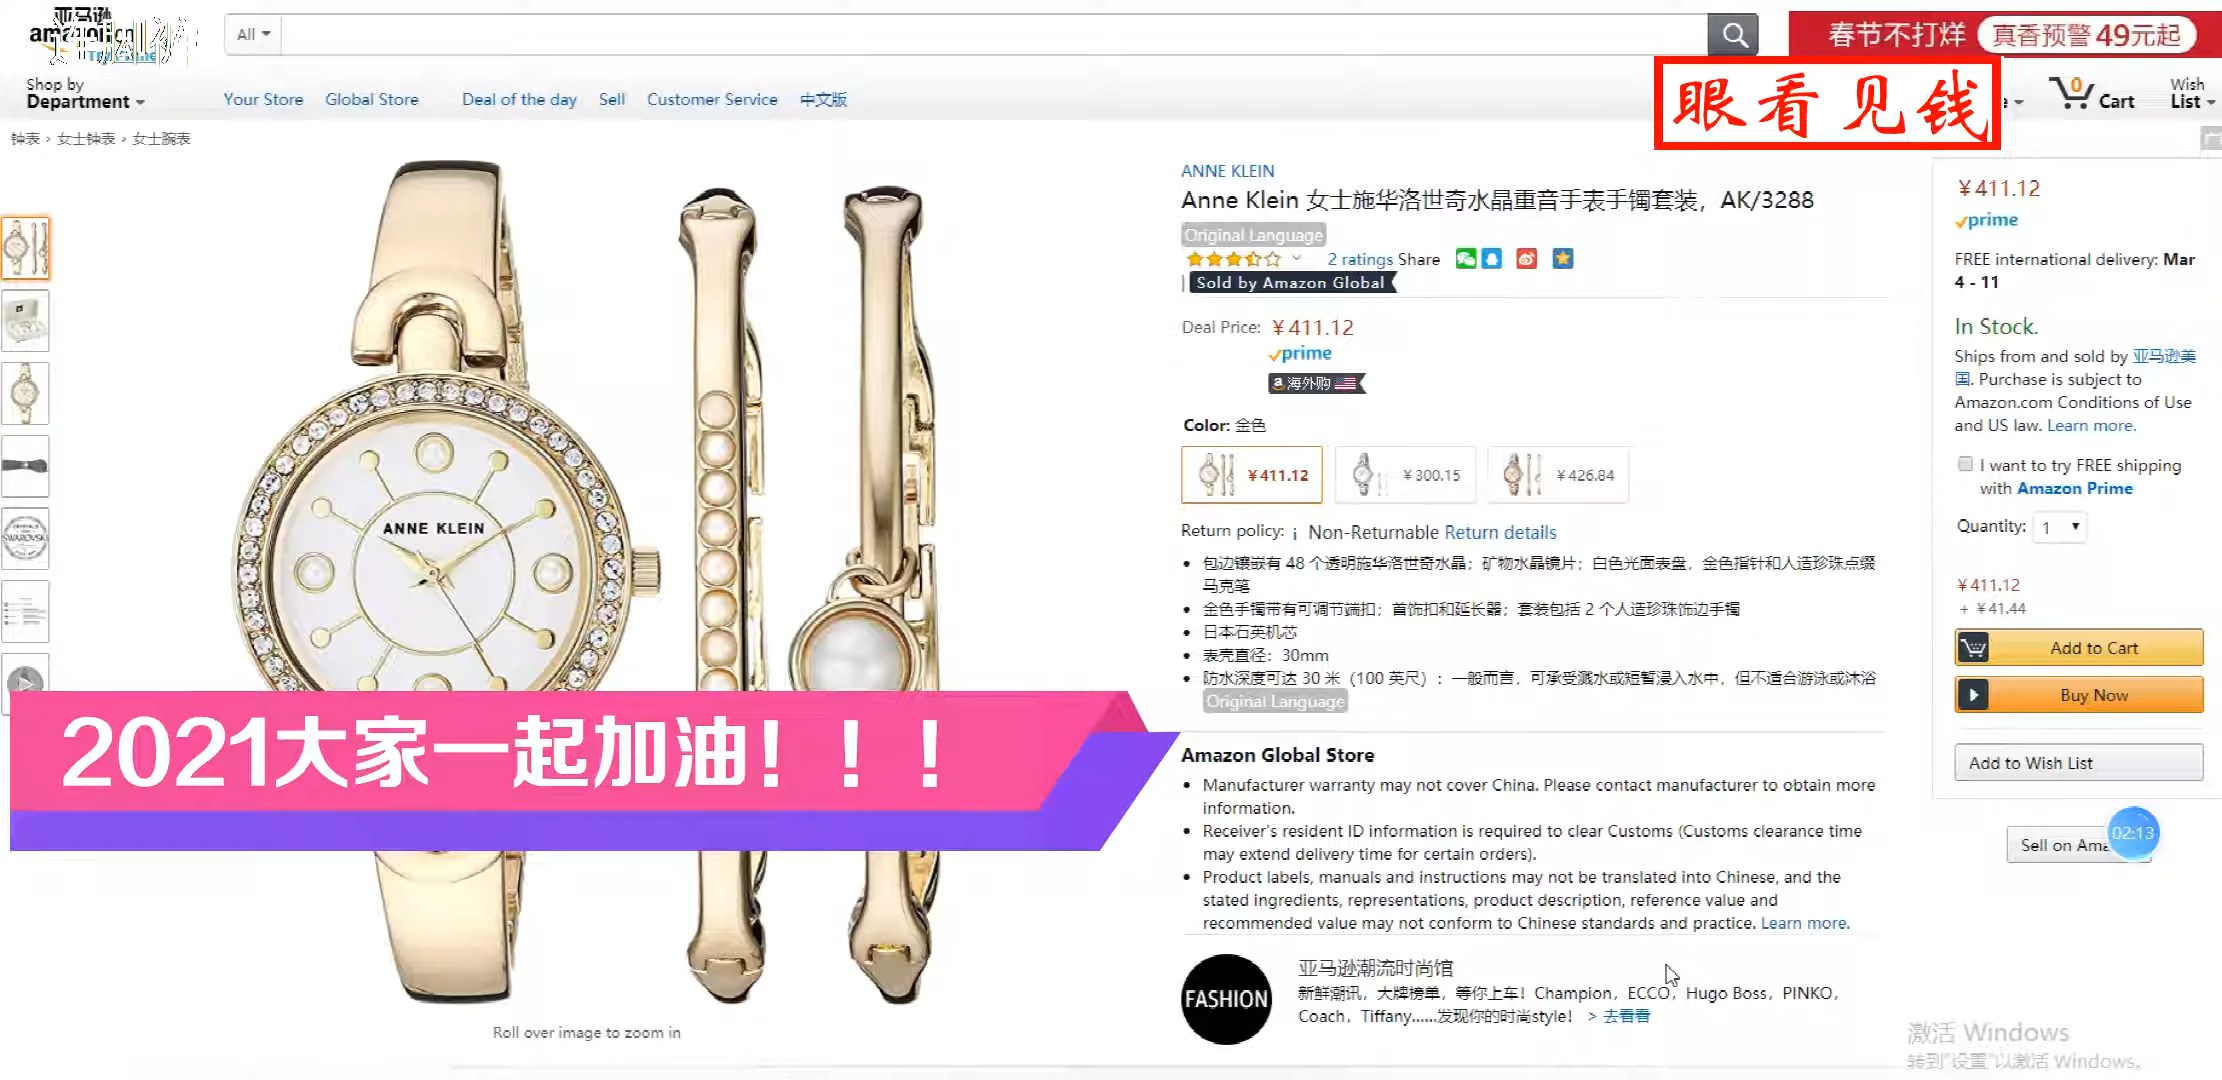 亚马逊
amazon.cn
All
春节不打烊 真香预警 49元起
Shop by
Department
Your Store Global Store Deal of the day Sell Customer Service 中文版
眼看见钱
0
Cart
Wish
List
钟表 › 女士钟表 › 女士腕表
ANNE KLEIN
Anne Klein 女士施华洛世奇水晶重音手表手镯套装，AK/3288
Original Language
2 ratings Share
| Sold by Amazon Global
Deal Price: ￥411.12
prime
a 海外购
Color: 金色
￥411.12 ￥300.15 ￥426.84
Return policy: Non-Returnable Return details
• 包边镶嵌有 48 个透明施华洛世奇水晶；矿物水晶镜片；白色光面表盘，金色指针和人造珍珠点缀
马克笔
• 金色手镯带有可调节端扣；首饰扣和延长器；套装包括 2 个人造珍珠饰边手镯
• 日本石英机芯
• 表壳直径：30mm
• 防水深度可达 30 米（100 英尺）：一般而言，可承受溅水或短暂浸入水中，但不适合游泳或沐浴
Original Language
Amazon Global Store
• Manufacturer warranty may not cover China. Please contact manufacturer to obtain more
information.
• Receiver's resident ID information is required to clear Customs (Customs clearance time
may extend delivery time for certain orders).
• Product labels, manuals and instructions may not be translated into Chinese, and the
stated ingredients, representations, product description, reference value and
recommended value may not conform to Chinese standards and practice. Learn more.
FASHION
亚马逊潮流时尚馆
新鲜潮讯，大牌榜单，等你上车！Champion，ECCO，Hugo Boss，PINKO，
Coach，Tiffany......发现你的时尚style！ > 去看看
￥411.12
prime
FREE international delivery: Mar
4 - 11
In Stock.
Ships from and sold by 亚马逊美
国. Purchase is subject to
Amazon.com Conditions of Use
and US law. Learn more.
I want to try FREE shipping
with Amazon Prime
Quantity: 1
￥411.12
+ ￥41.44
Add to Cart
Buy Now
Add to Wish List
Sell on Ama
02:13
ANNE KLEIN
SWAROVSKI
2021大家一起加油！！！
Roll over image to zoom in
激活 Windows
转到"设置"以激活 Windows。